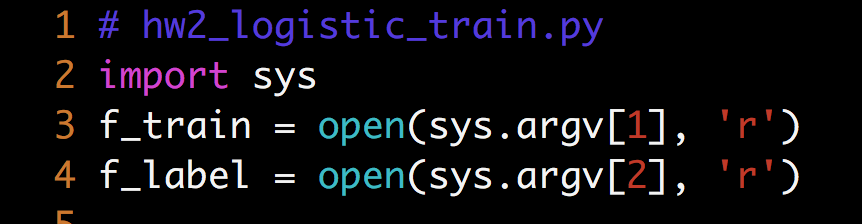 1 # hw2_logistic_train.py
2 import sys
3 f_train = open(sys.argv[1], 'r')
4 f_label = open(sys.argv[2], 'r')
5